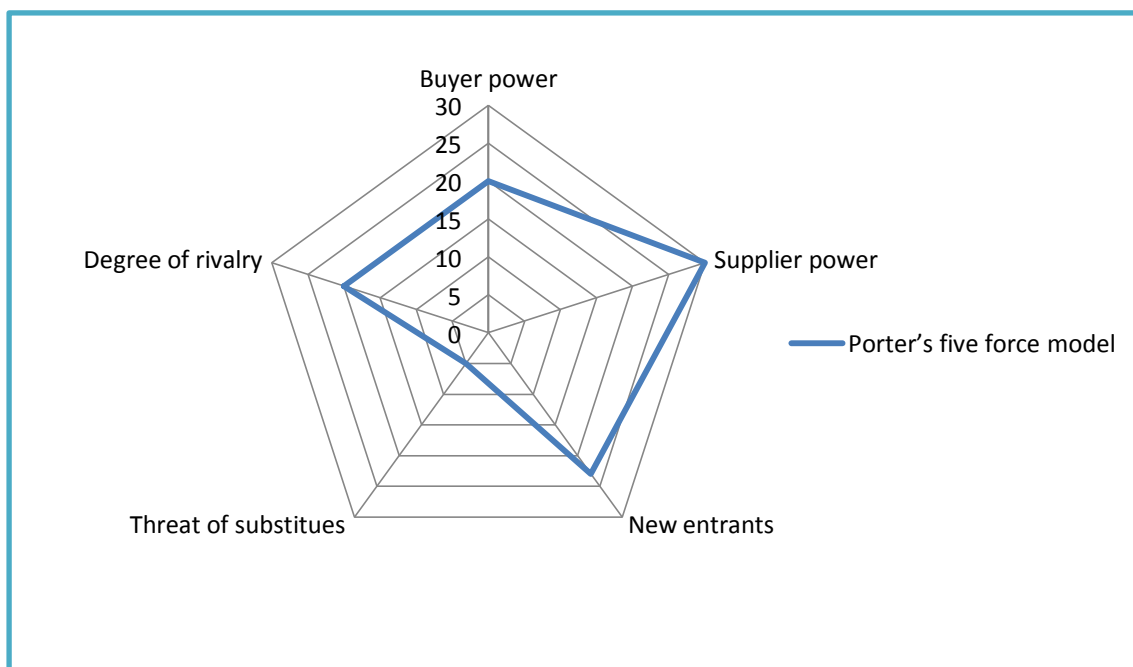 Buyer power
30
25
20
15
10
5
0
Degree of rivalry
Supplier power
Porter’s five force model
Threat of substitues
New entrants